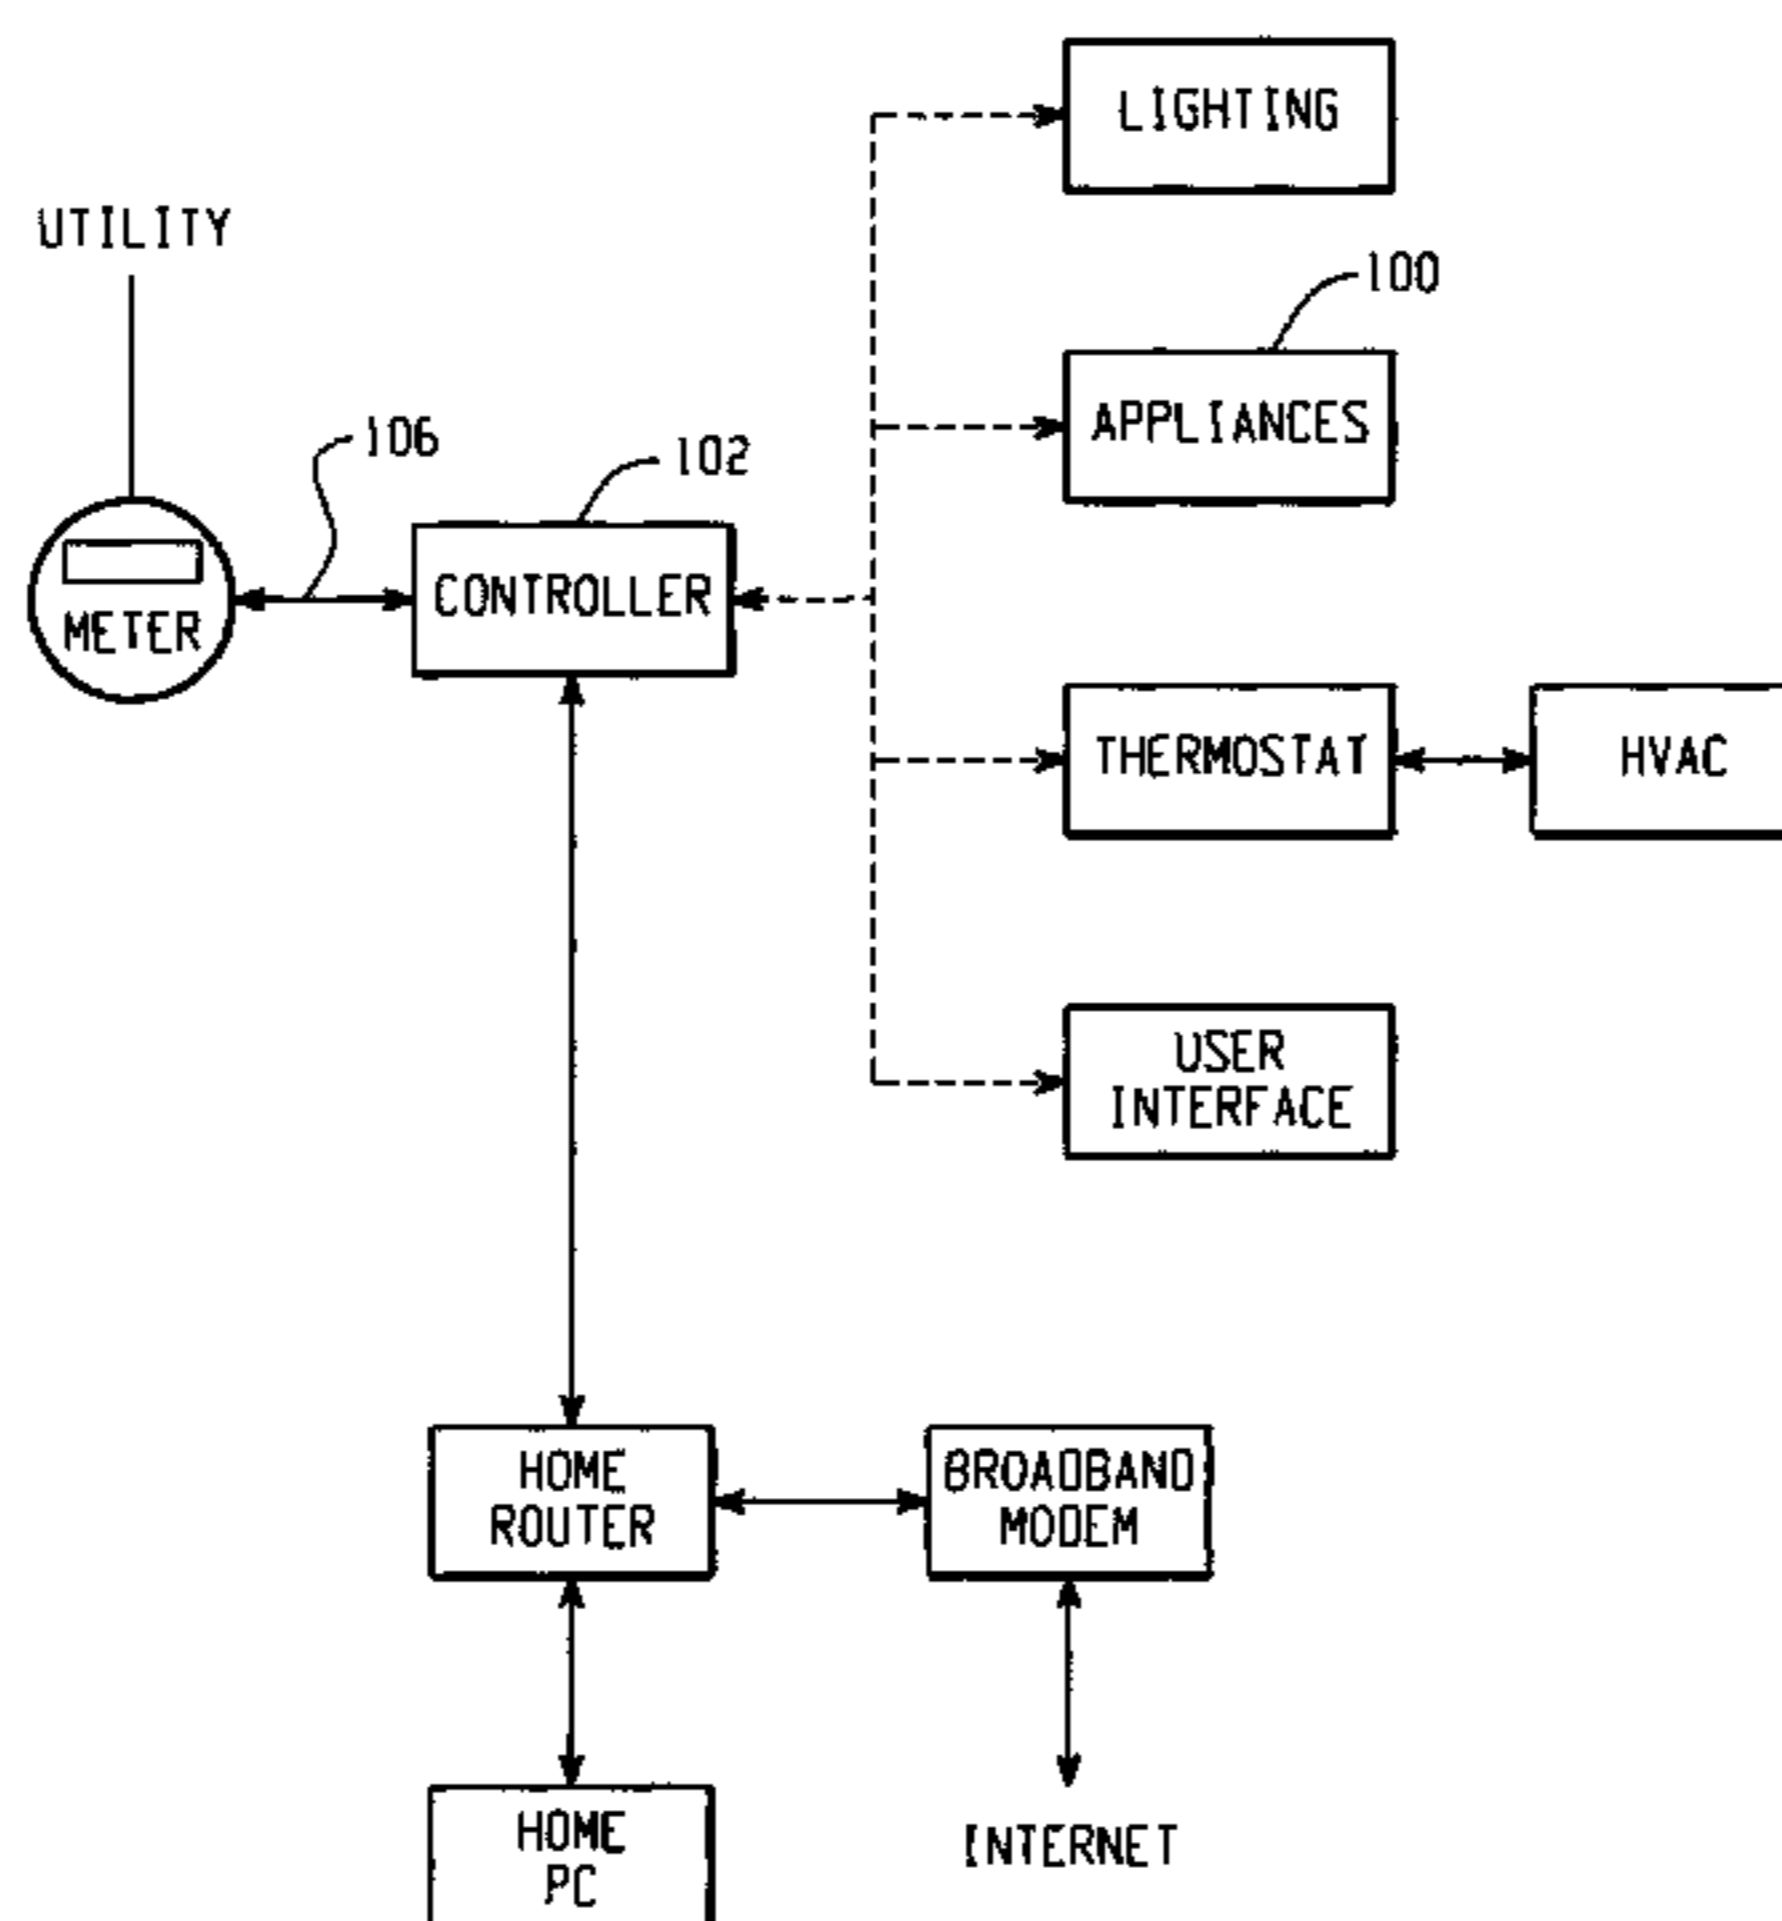 LIGHTING
UTILITY
100
APPLIANCES
106
102
CONTROLLER
METER
THERMOSTAT
HVAC
USER
INTERFACE
HOME
ROUTER
BROADBAND
MODEM
HOME
PC
INTERNET